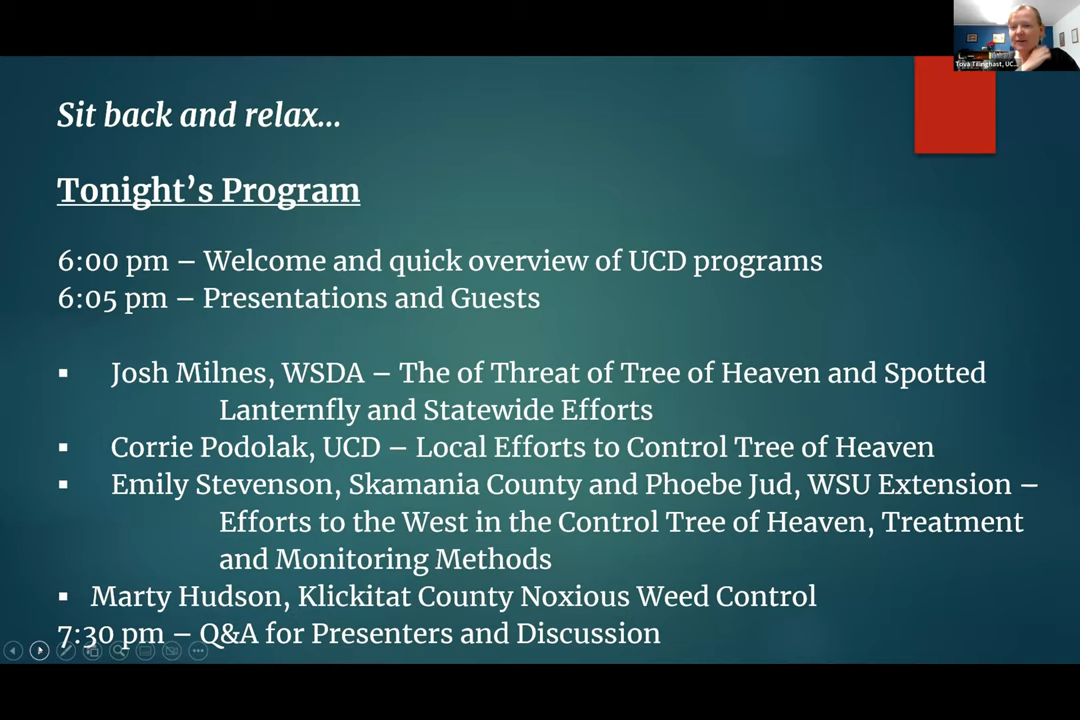 Tova Tillinghast, UC...
Sit back and relax...
Tonight's Program
6:00 pm – Welcome and quick overview of UCD programs
6:05 pm – Presentations and Guests
▪ Josh Milnes, WSDA – The of Threat of Tree of Heaven and Spotted
Lanternfly and Statewide Efforts
▪ Corrie Podolak, UCD – Local Efforts to Control Tree of Heaven
▪ Emily Stevenson, Skamania County and Phoebe Jud, WSU Extension –
Efforts to the West in the Control Tree of Heaven, Treatment
and Monitoring Methods
▪ Marty Hudson, Klickitat County Noxious Weed Control
7:30 pm – Q&A for Presenters and Discussion